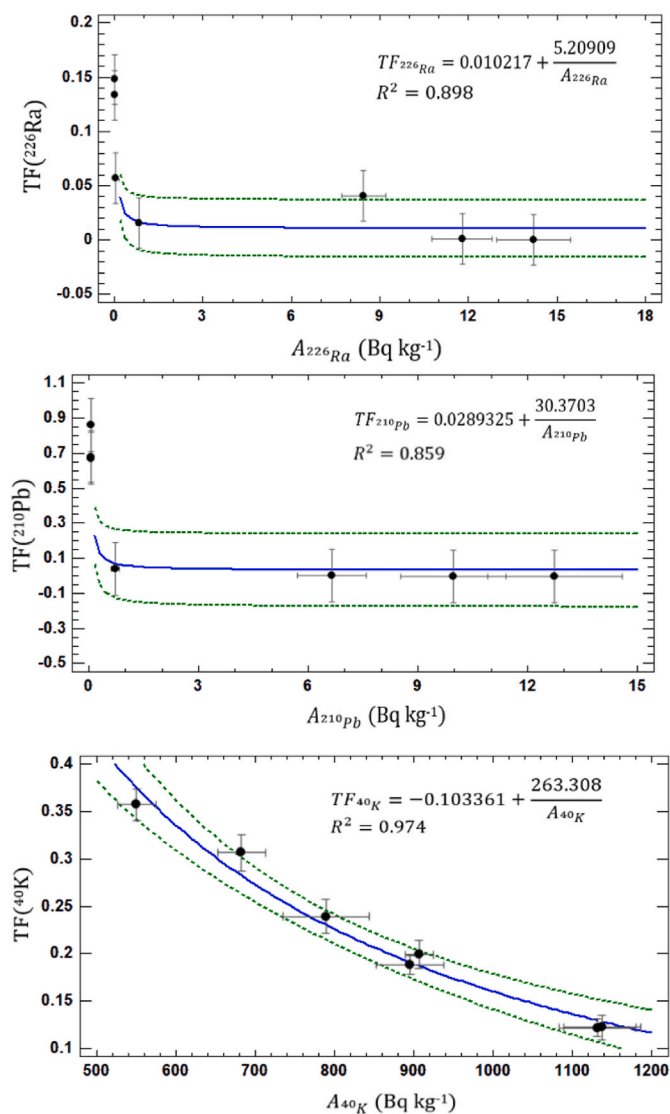 0.2
0.15
0.1
0.05
0
-0.05
TF(²²⁶Ra)
TF₂₂₆Ra = 0.010217 + 5.20909/A₂₂₆Ra
R² = 0.898
0 3 6 9 12 15 18
A₂₂₆Ra (Bq kg⁻¹)
1.1
0.9
0.7
0.5
0.3
0.1
-0.1
-0.3
-0.5
TF(²¹⁰Pb)
TF₂₁₀Pb = 0.0289325 + 30.3703/A₂₁₀Pb
R² = 0.859
0 3 6 9 12 15
A₂₁₀Pb (Bq kg⁻¹)
0.4
0.35
0.3
0.25
0.2
0.15
0.1
TF(⁴⁰K)
TF₄₀K = −0.103361 + 263.308/A₄₀K
R² = 0.974
500 600 700 800 900 1000 1100 1200
A₄₀K (Bq kg⁻¹)